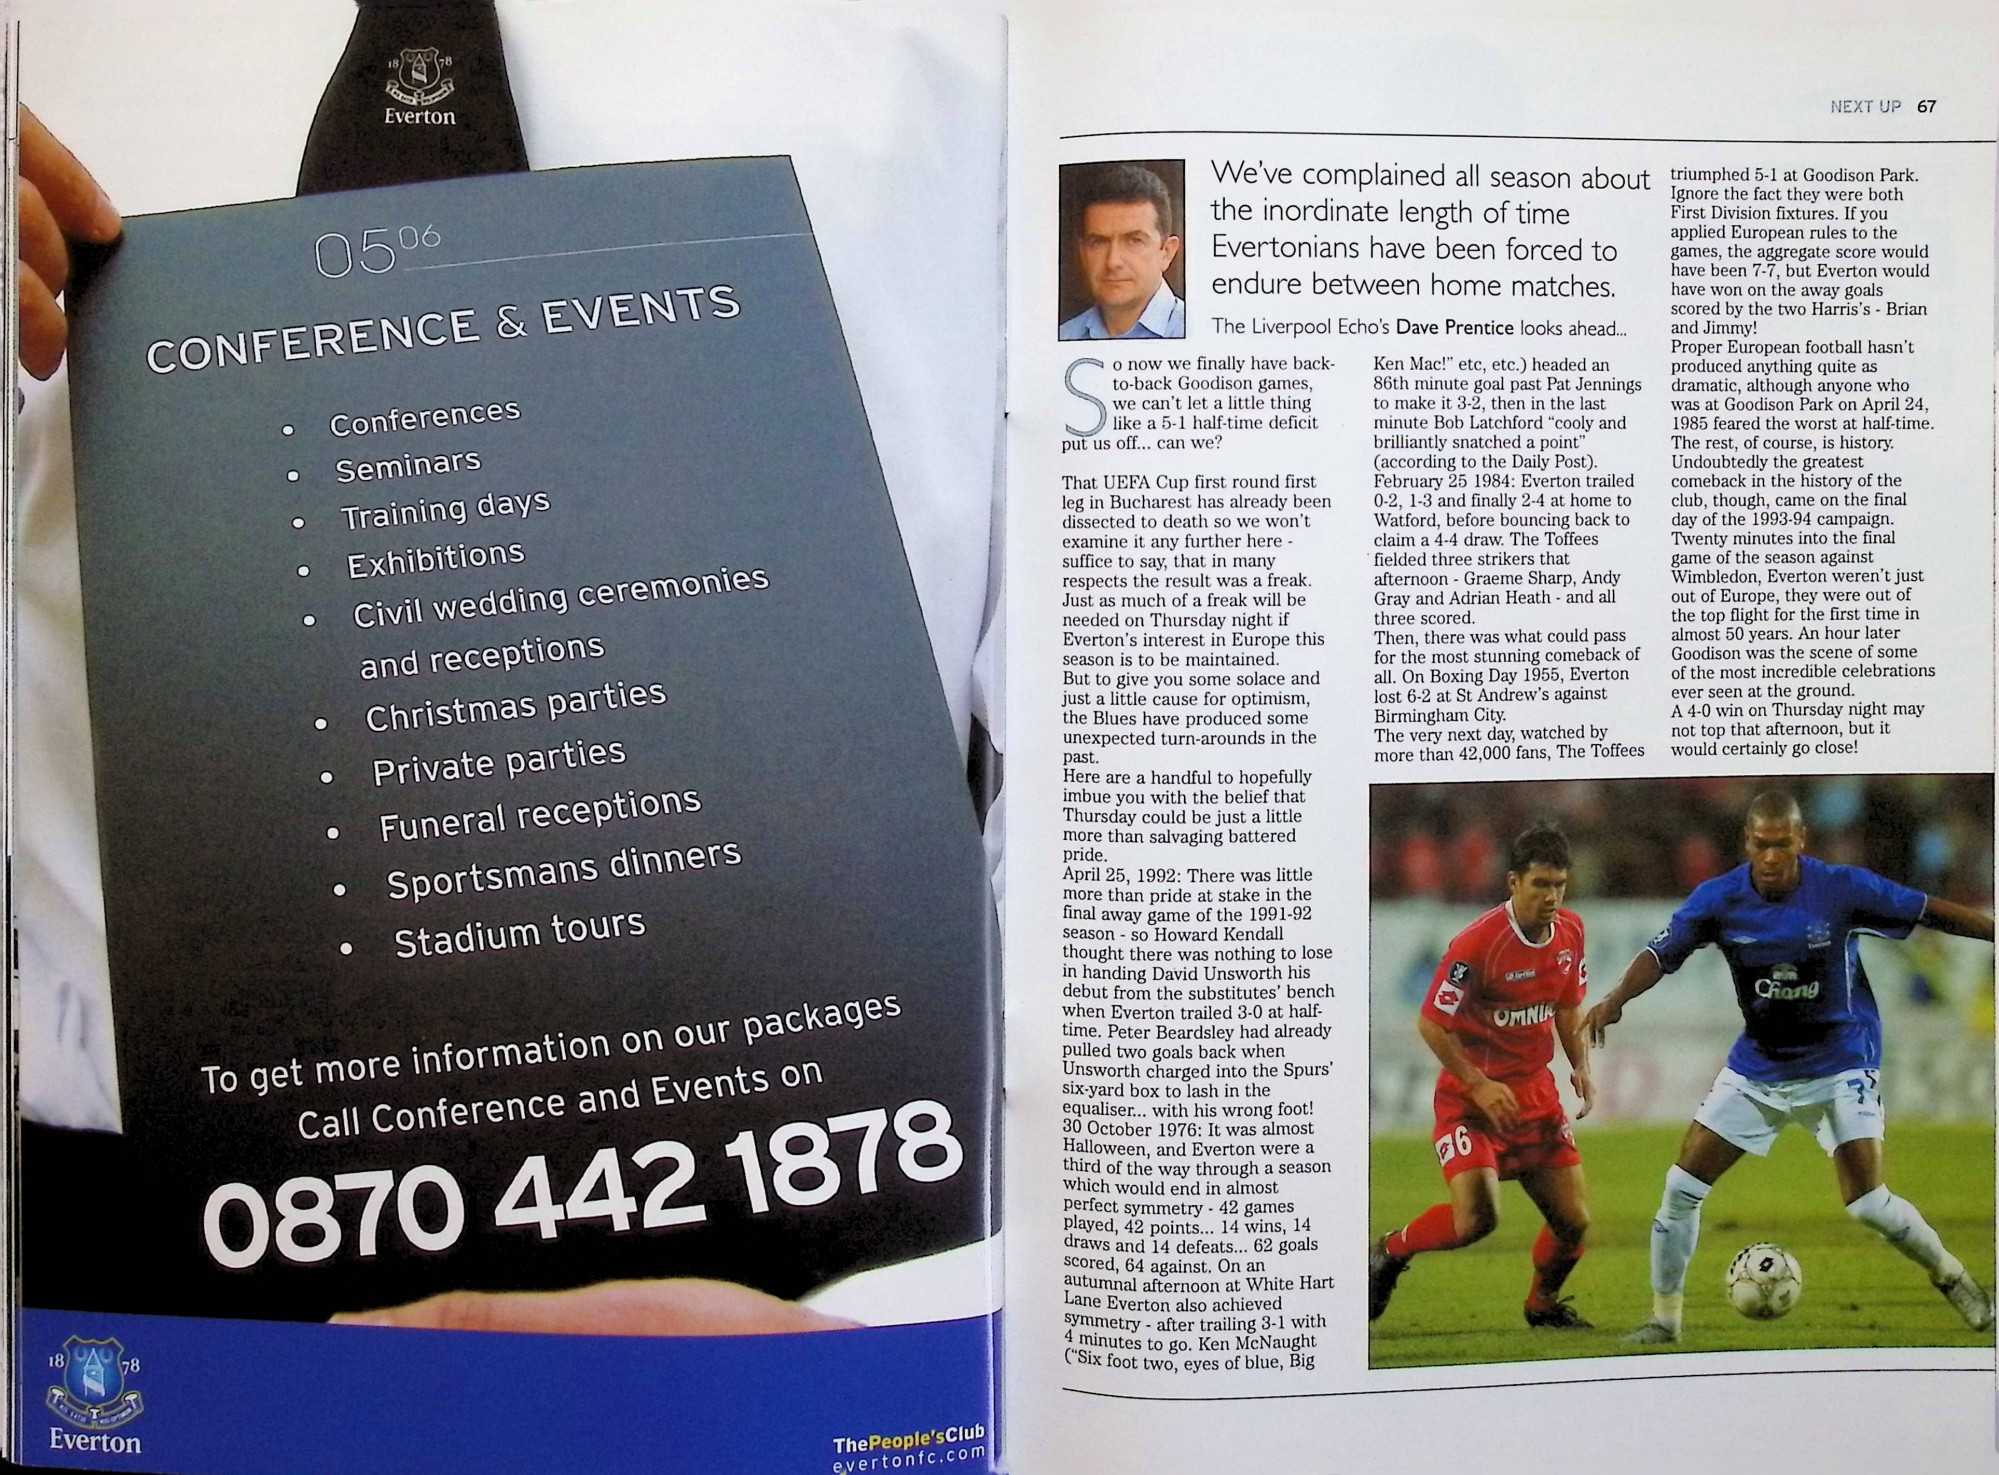 18 78
Everton
05 06
CONFERENCE & EVENTS
• Conferences
• Seminars
• Training days
• Exhibitions
• Civil wedding ceremonies
and receptions
• Christmas parties
• Private parties
• Funeral receptions
• Sportsmans dinners
• Stadium tours
To get more information on our packages
Call Conference and Events on
0870 442 1878
18 78
Everton
ThePeople'sClub
evertonfc.com
NEXT UP 67
We've complained all season about
the inordinate length of time
Evertonians have been forced to
endure between home matches.
The Liverpool Echo's Dave Prentice looks ahead...
So now we finally have back-
to-back Goodison games,
we can't let a little thing
like a 5-1 half-time deficit
put us off... can we?
That UEFA Cup first round first
leg in Bucharest has already been
dissected to death so we won't
examine it any further here -
suffice to say, that in many
respects the result was a freak.
Just as much of a freak will be
needed on Thursday night if
Everton's interest in Europe this
season is to be maintained.
But to give you some solace and
just a little cause for optimism,
the Blues have produced some
unexpected turn-arounds in the
past.
Here are a handful to hopefully
imbue you with the belief that
Thursday could be just a little
more than salvaging battered
pride.
April 25, 1992: There was little
more than pride at stake in the
final away game of the 1991-92
season - so Howard Kendall
thought there was nothing to lose
in handing David Unsworth his
debut from the substitutes' bench
when Everton trailed 3-0 at half-
time. Peter Beardsley had already
pulled two goals back when
Unsworth charged into the Spurs'
six-yard box to lash in the
equaliser... with his wrong foot!
30 October 1976: It was almost
Halloween, and Everton were a
third of the way through a season
which would end in almost
perfect symmetry - 42 games
played, 42 points... 14 wins, 14
draws and 14 defeats... 62 goals
scored, 64 against. On an
autumnal afternoon at White Hart
Lane Everton also achieved
symmetry - after trailing 3-1 with
4 minutes to go. Ken McNaught
("Six foot two, eyes of blue, Big
Ken Mac!" etc, etc.) headed an
86th minute goal past Pat Jennings
to make it 3-2, then in the last
minute Bob Latchford "cooly and
brilliantly snatched a point"
(according to the Daily Post).
February 25 1984: Everton trailed
0-2, 1-3 and finally 2-4 at home to
Watford, before bouncing back to
claim a 4-4 draw. The Toffees
fielded three strikers that
afternoon - Graeme Sharp, Andy
Gray and Adrian Heath - and all
three scored.
Then, there was what could pass
for the most stunning comeback of
all. On Boxing Day 1955, Everton
lost 6-2 at St Andrew's against
Birmingham City.
The very next day, watched by
more than 42,000 fans, The Toffees
triumphed 5-1 at Goodison Park.
Ignore the fact they were both
First Division fixtures. If you
applied European rules to the
games, the aggregate score would
have been 7-7, but Everton would
have won on the away goals
scored by the two Harris's - Brian
and Jimmy!
Proper European football hasn't
produced anything quite as
dramatic, although anyone who
was at Goodison Park on April 24,
1985 feared the worst at half-time.
The rest, of course, is history.
Undoubtedly the greatest
comeback in the history of the
club, though, came on the final
day of the 1993-94 campaign.
Twenty minutes into the final
game of the season against
Wimbledon, Everton weren't just
out of Europe, they were out of
the top flight for the first time in
almost 50 years. An hour later
Goodison was the scene of some
of the most incredible celebrations
ever seen at the ground.
A 4-0 win on Thursday night may
not top that afternoon, but it
would certainly go close!
OMNIA
6
Everton
Chang